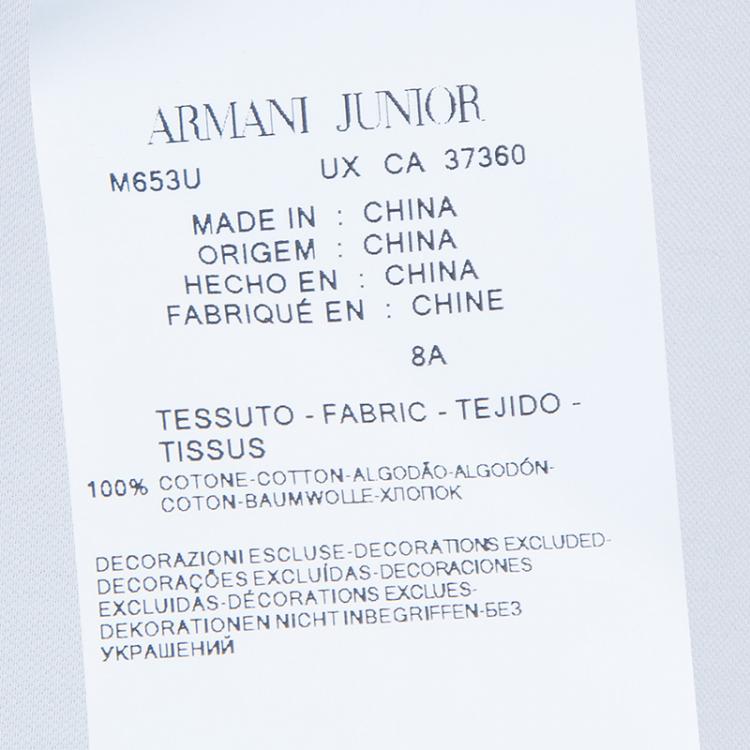 ARMANI JUNIOR
M653U UX CA 37360
MADE IN : CHINA
ORIGEM : CHINA
HECHO EN : CHINA
FABRIQUÉ EN : CHINE
8A
TESSUTO - FABRIC - TEJIDO -
TISSUS
100% COTONE-COTTON-ALGODÃO-ALGODÓN-
COTON-BAUMWOLLE-ХЛОПОК
DECORAZIONI ESCLUSE-DECORATIONS EXCLUDED-
DECORAÇÕES EXCLUÍDAS-DECORACIONES
EXCLUIDAS-DÉCORATIONS EXCLUES-
DEKORATIONEN NICHT INBEGRIFFEN-БЕЗ
УКРАШЕНИЙ